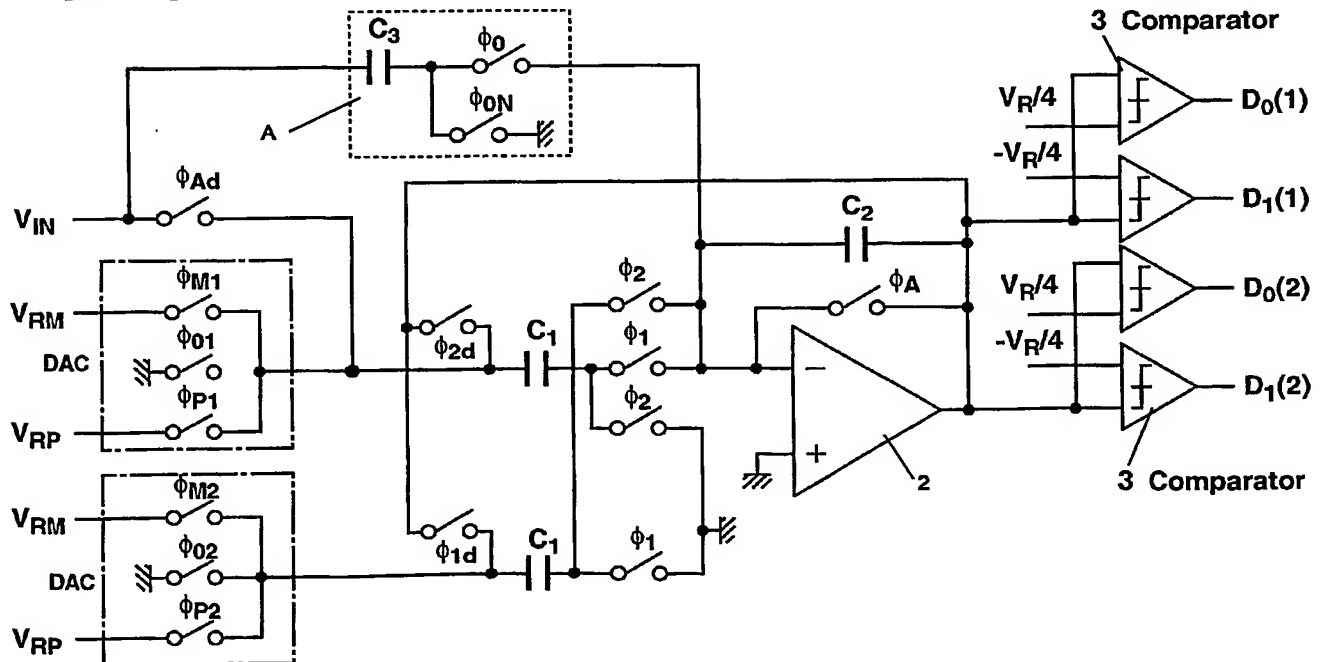 3 Comparator
C3
ϕ0
VR/4
D0(1)
A
ϕ0N
-VR/4
ϕAd
VIN
C2
D1(1)
ϕM1
VRM
ϕ2
ϕA
VR/4
D0(2)
ϕ01
DAC
ϕ2d
C1
ϕ1
-VR/4
ϕP1
VRP
ϕ2
−
D1(2)
+
2
3 Comparator
ϕM2
VRM
ϕ02
DAC
ϕ1d
C1
ϕ1
ϕP2
VRP